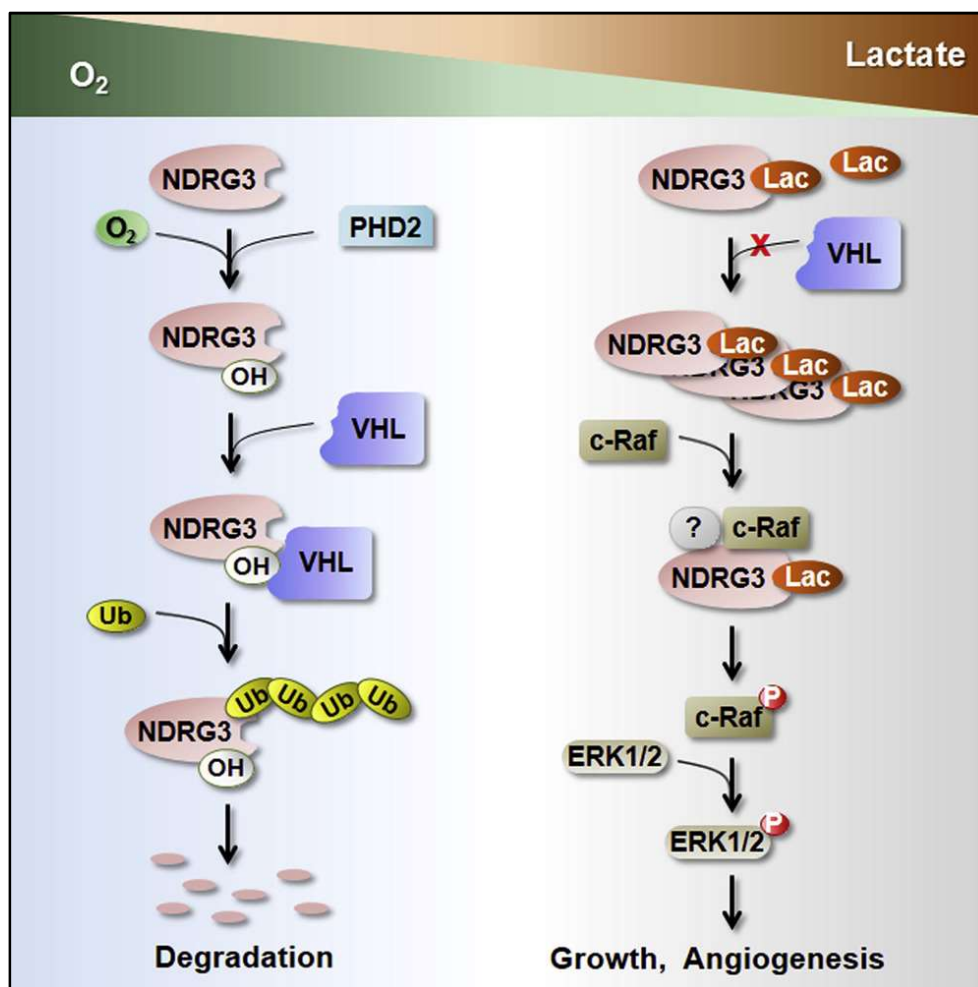 O2
Lactate
NDRG3
O2
PHD2
NDRG3
OH
VHL
NDRG3
OH
VHL
Ub
Ub Ub Ub Ub
NDRG3
OH
Degradation
NDRG3 Lac
Lac
X
VHL
NDRG3 Lac
NDRG3 Lac
NDRG3 Lac
c-Raf
? c-Raf
NDRG3 Lac
P
c-Raf
ERK1/2
P
ERK1/2
Growth, Angiogenesis